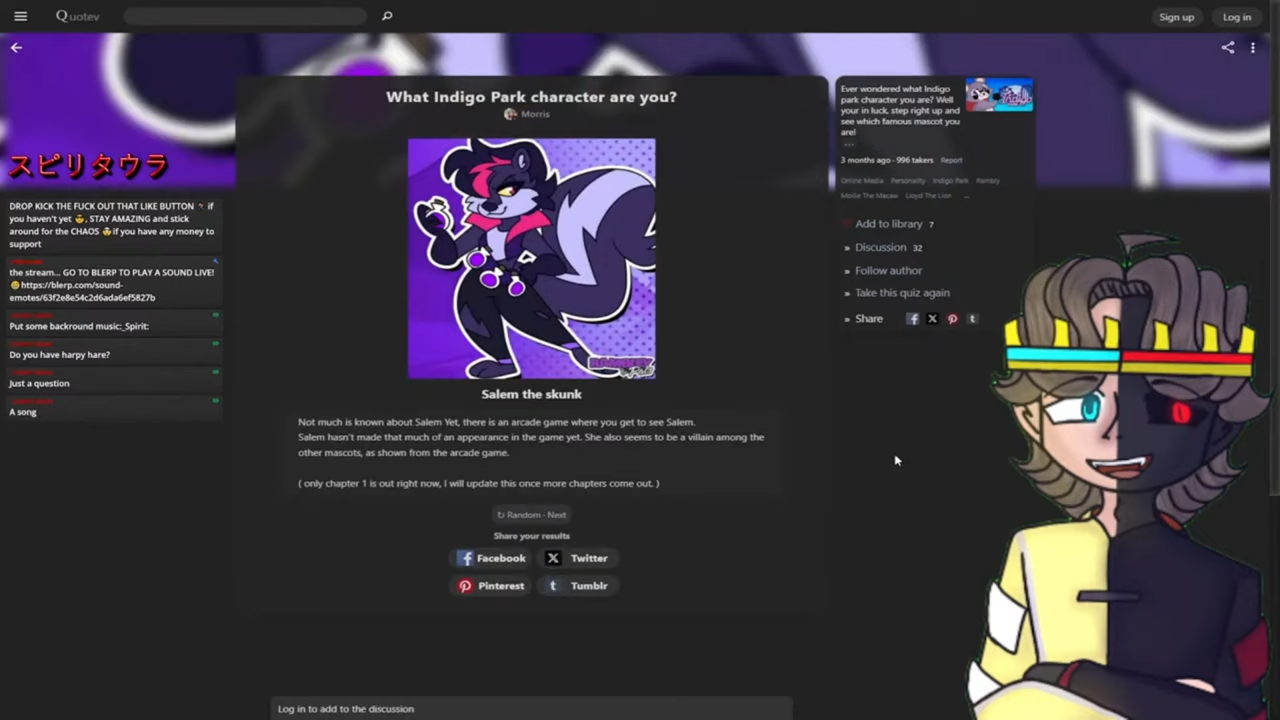 Quotev
Sign up
Log in
What Indigo Park character are you?
Morris
Ever wondered what Indigo
park character you are? Well
your in luck, step right up and
see which famous mascot you
are!
...
3 months ago · 996 takers Report
Online Media Personality Indigo Park Rambly
Mollie The Macaw Lloyd The Lion ...
Add to library 7
» Discussion 32
» Follow author
» Take this quiz again
» Share
スピリタウラ
DROP KICK THE FUCK OUT THAT LIKE BUTTON if
you haven't yet , STAY AMAZING and stick
around for the CHAOS if you have any money to
support
the stream... GO TO BLERP TO PLAY A SOUND LIVE!
https://blerp.com/sound-
emotes/63f2e8e54c2d6ada6ef5827b
Put some backround music:_Spirit:
Do you have harpy hare?
Just a question
A song
Salem the skunk
Not much is known about Salem Yet, there is an arcade game where you get to see Salem.
Salem hasn't made that much of an appearance in the game yet. She also seems to be a villain among the
other mascots, as shown from the arcade game.
( only chapter 1 is out right now, I will update this once more chapters come out. )
↻ Random · Next
Share your results
Facebook
Twitter
Pinterest
Tumblr
Log in to add to the discussion